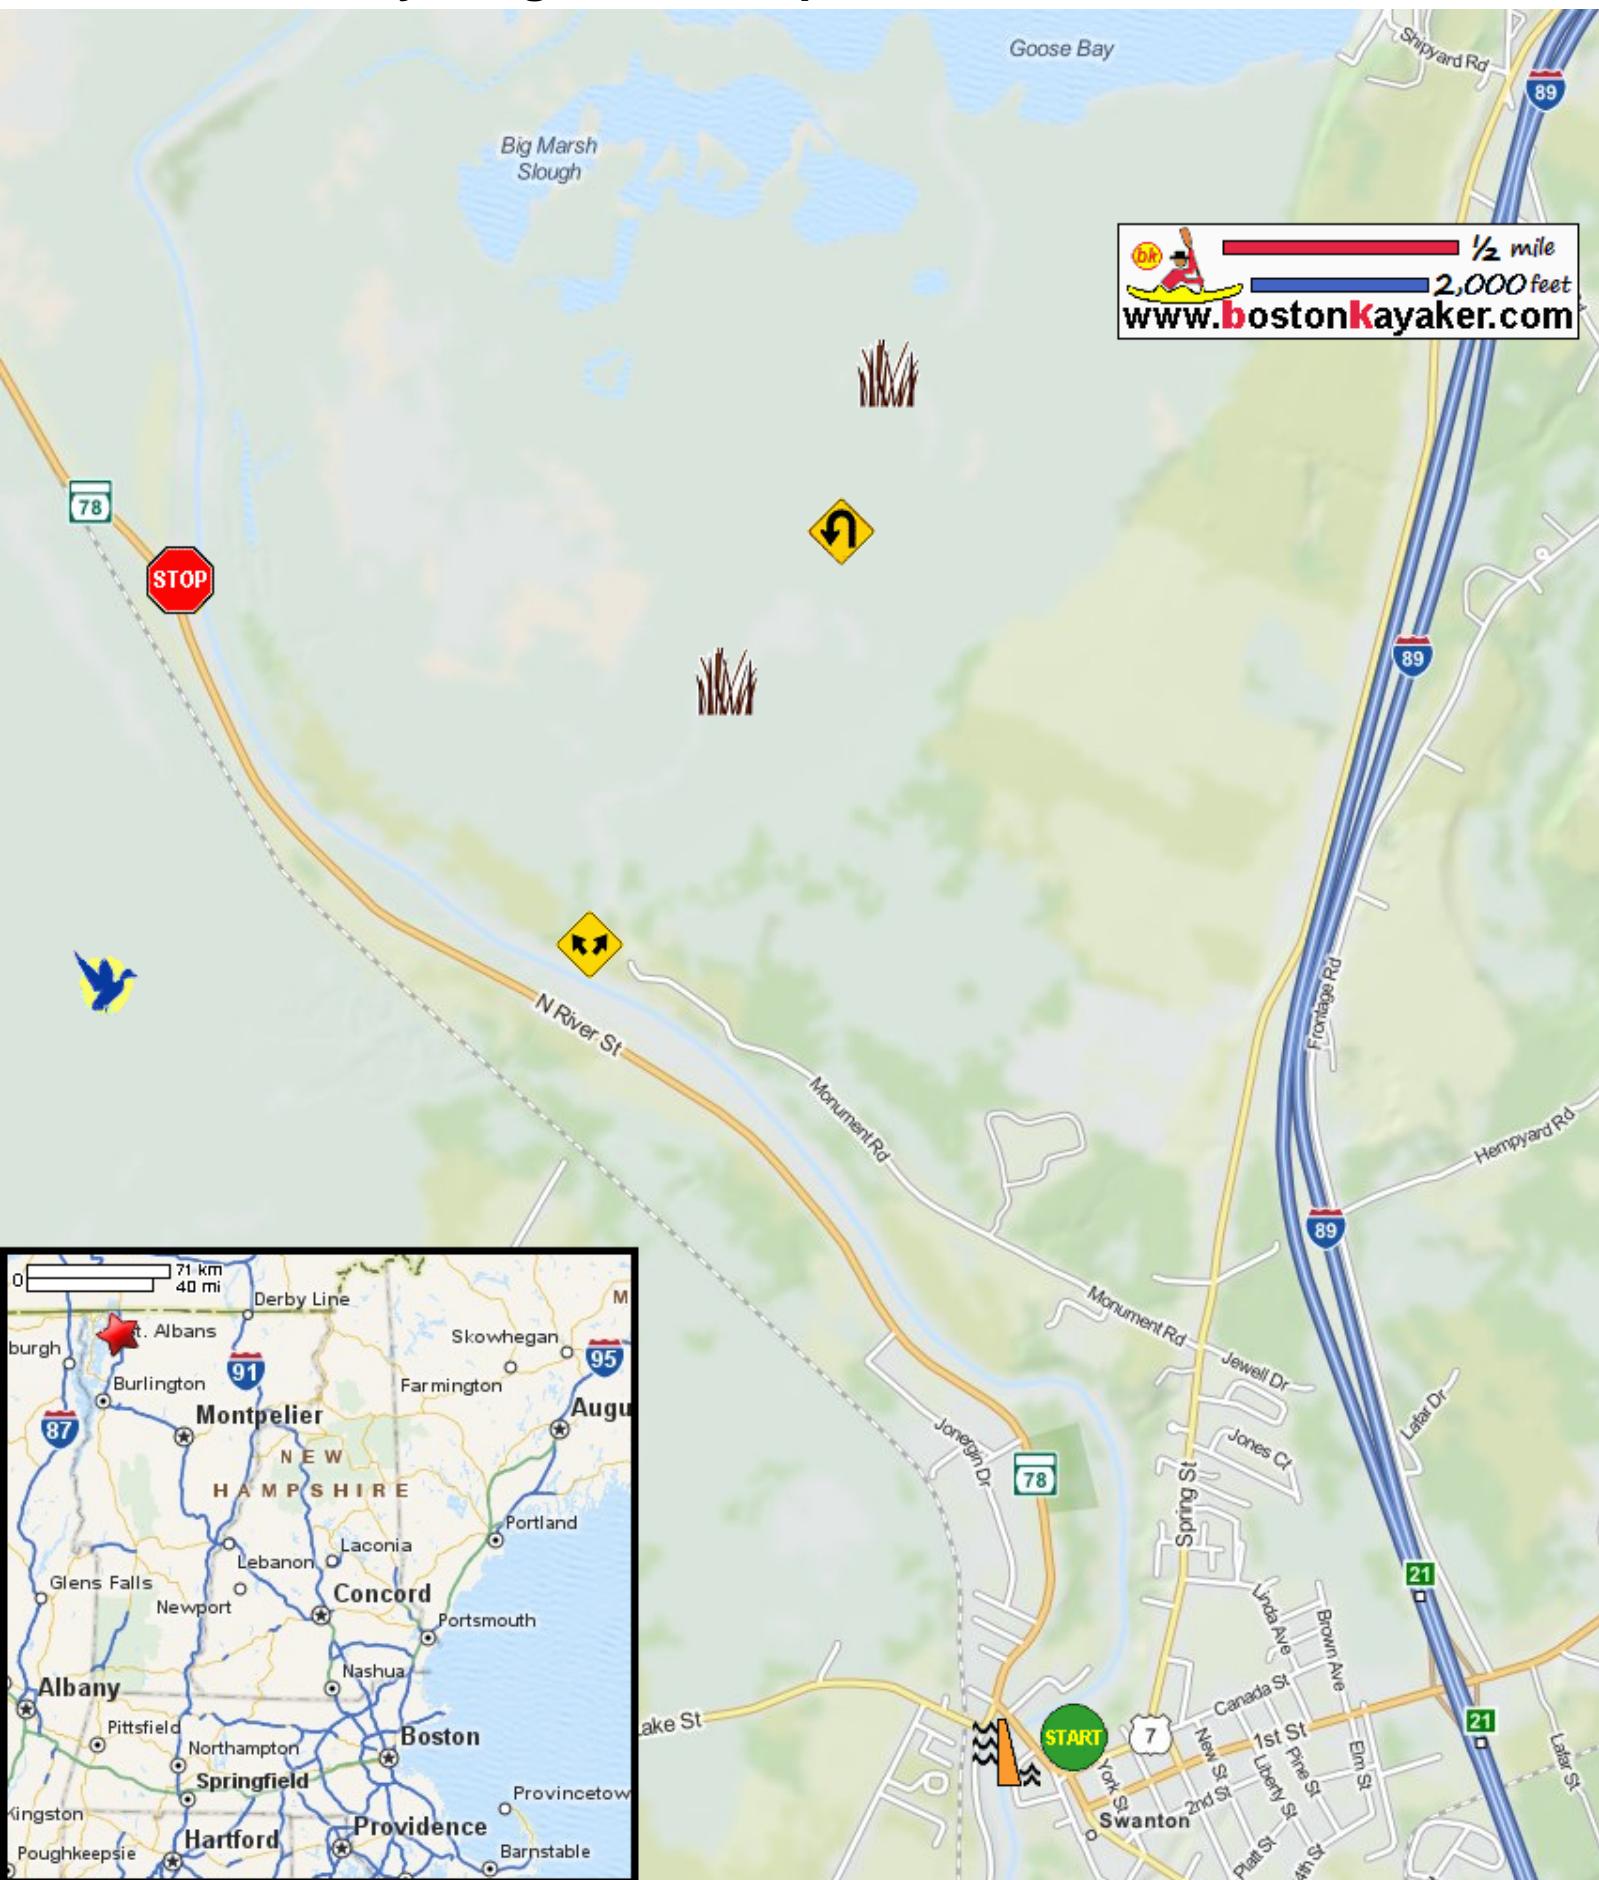 Goose Bay
Shipyard Rd
89
Big Marsh
Slough
bk
½ mile
2,000 feet
www.bostonkayaker.com
78
STOP
89
N River St
Monument Rd
Frontage Rd
Hempyard Rd
89
Monument Rd
Jewell Dr
Jones Ct
Lafar Dr
Jonergin Dr
78
Spring St
21
Linda Ave
Brown Ave
Canada St
1st St
21
START
7
New St
Pine St
Elm St
Lafar St
York St
2nd St
Liberty St
Swanton
Platt St
4th St
0
71 km
40 mi
Derby Line
M
t. Albans
burgh
Skowhegan
95
91
Burlington
Farmington
87
Montpelier
Augu
NEW
HAMPSHIRE
Portland
Laconia
Lebanon
Glens Falls
Newport
Concord
Portsmouth
Nashua
Albany
Pittsfield
Boston
Northampton
Springfield
Provincetow
Kingston
Hartford
Providence
Poughkeepsie
Barnstable